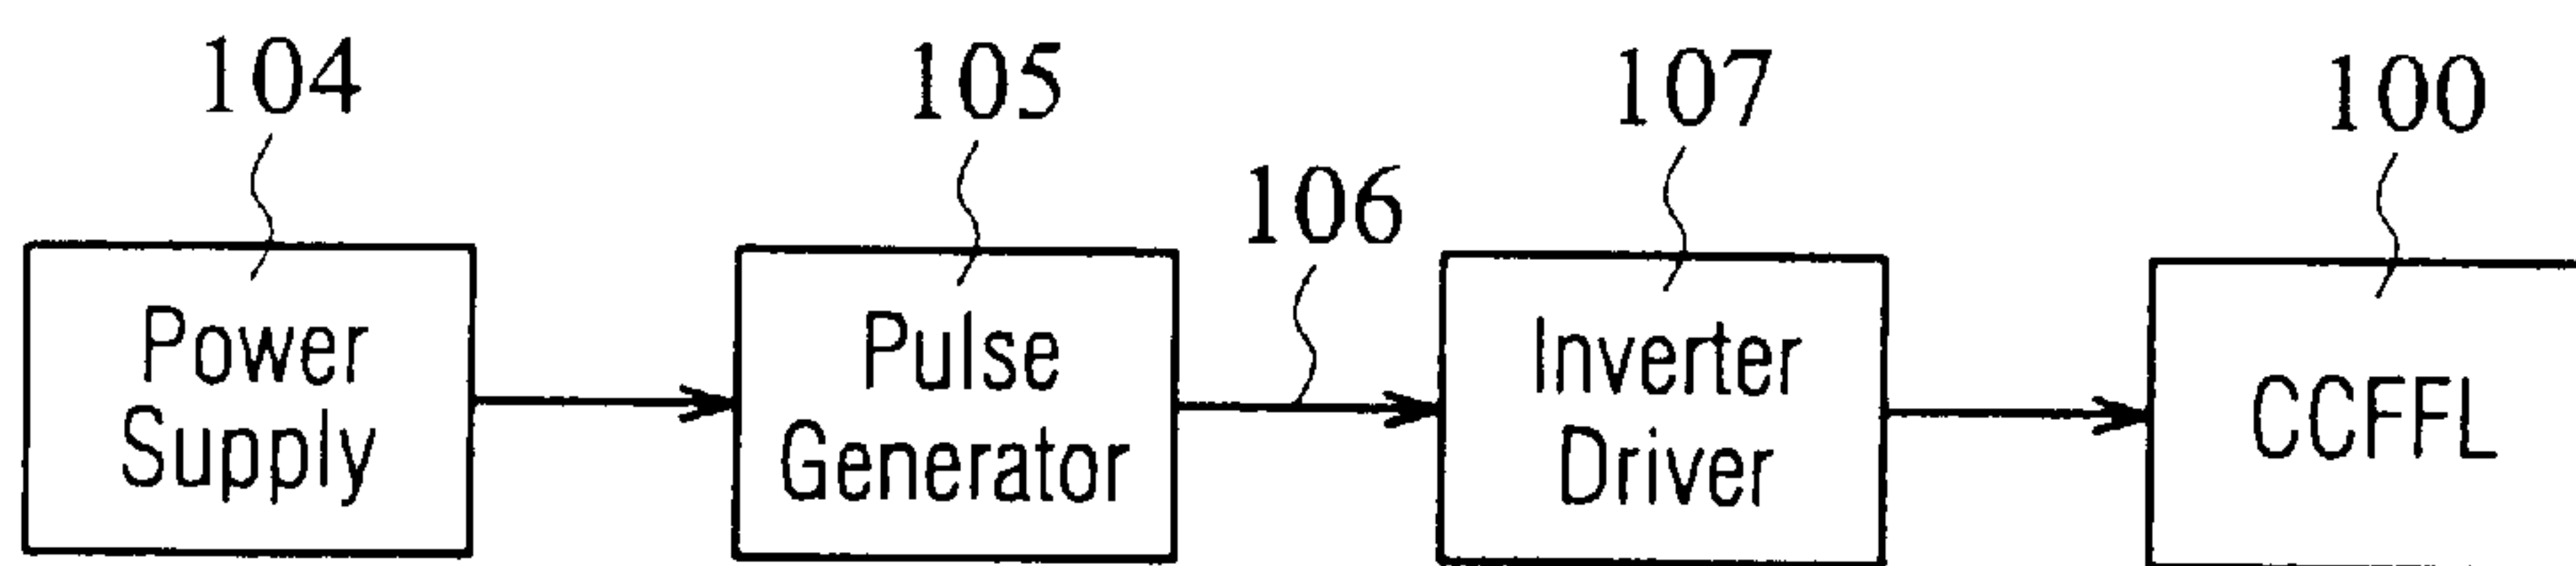 104
105
107
100
106
Power
Supply
Pulse
Generator
Inverter
Driver
CCFFL